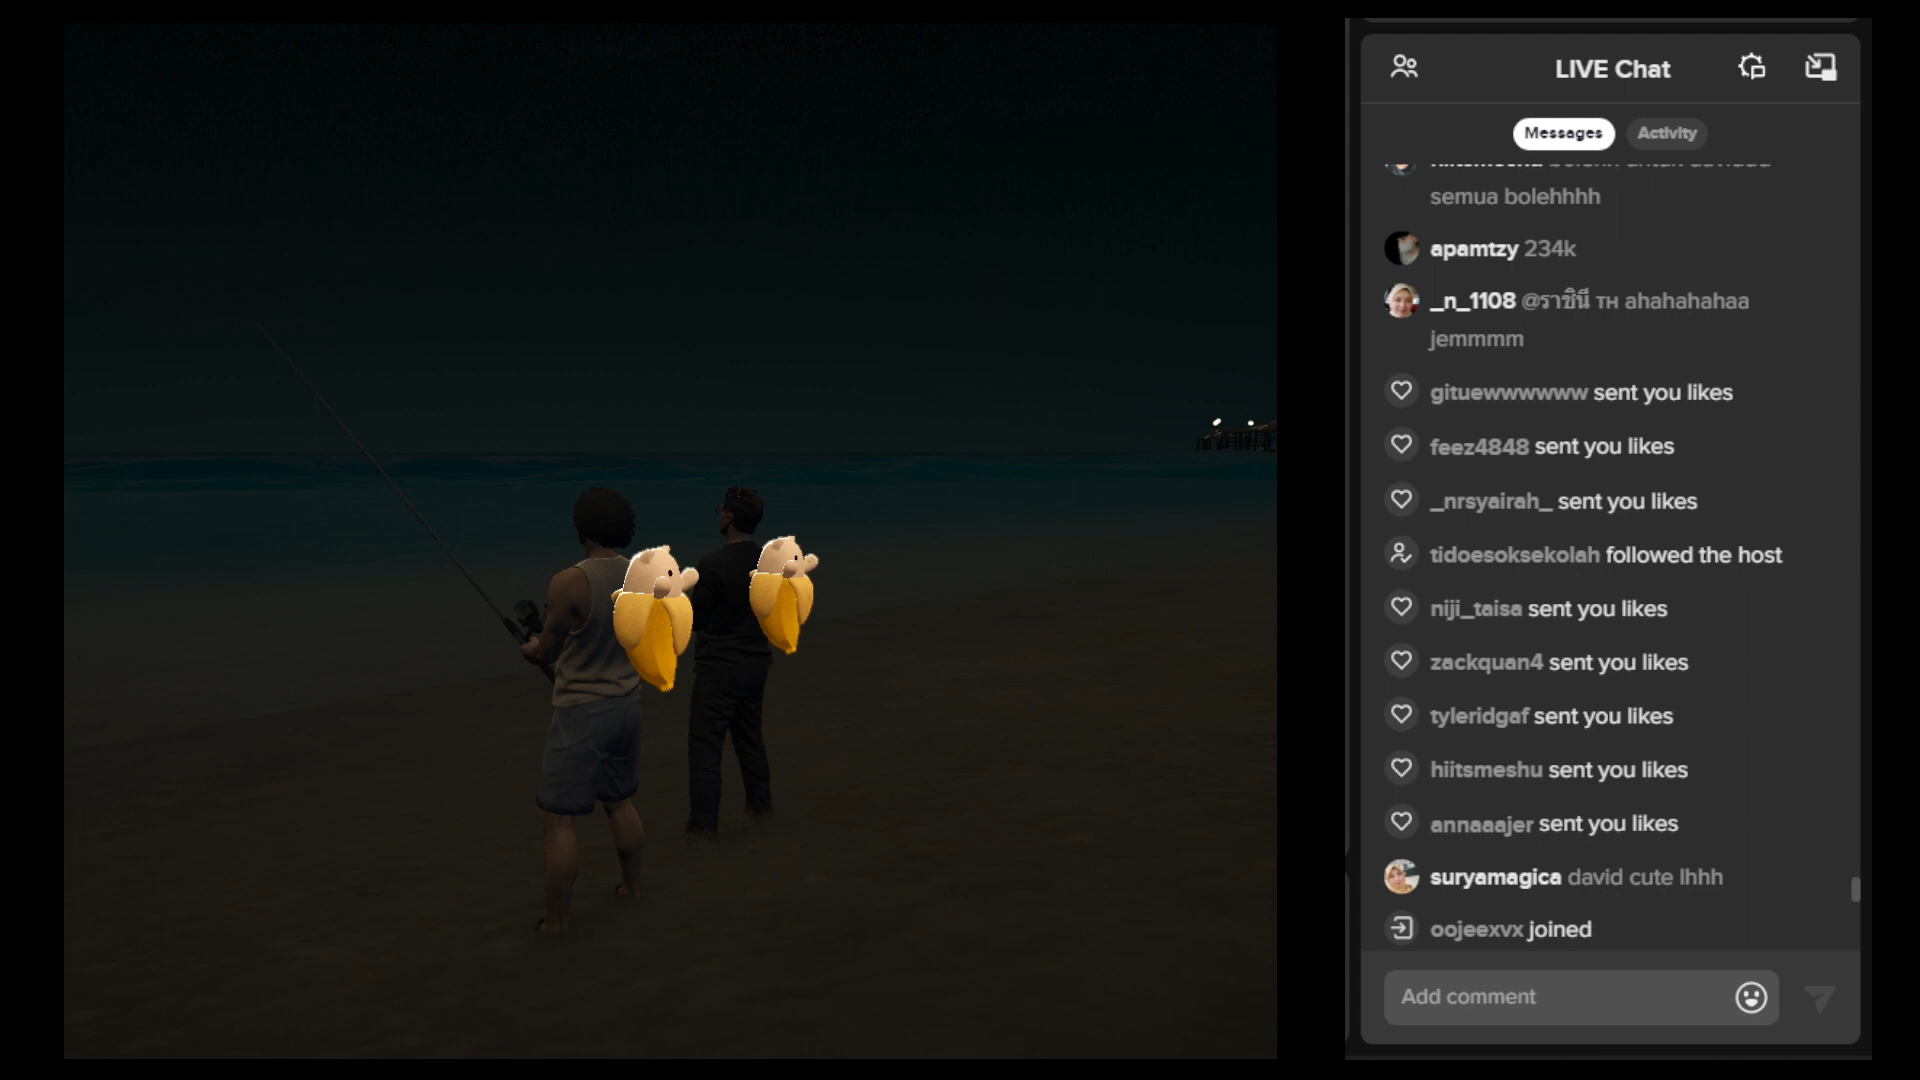 LIVE Chat
Messages
Activity
semua bolehhhh
apamtzy 234k
_n_1108 @ราชินี ᴛʜ ahahahahaa
jemmmm
gituewwwwww sent you likes
feez4848 sent you likes
_nrsyairah_ sent you likes
tidoesoksekolah followed the host
niji_taisa sent you likes
zackquan4 sent you likes
tyleridgaf sent you likes
hiitsmeshu sent you likes
annaaajer sent you likes
suryamagica david cute lhhh
oojeexvx joined
Add comment